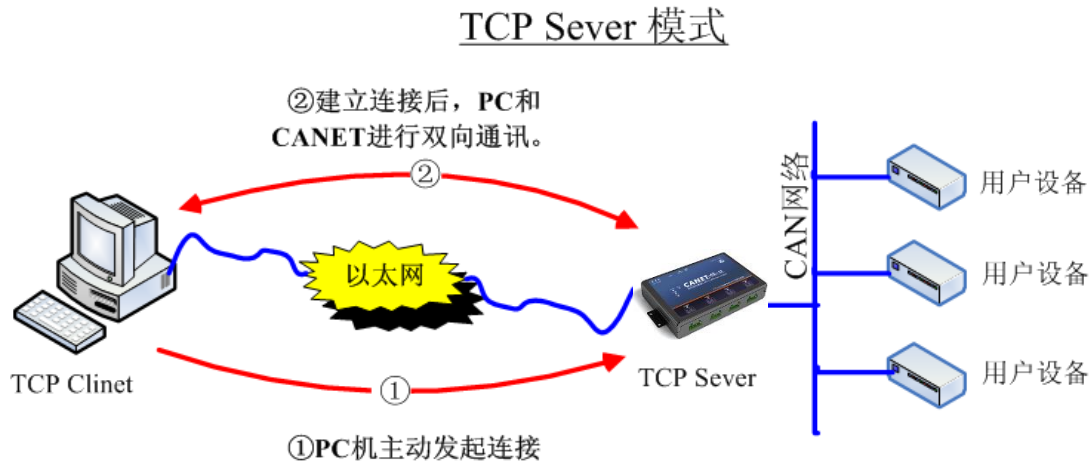 TCP Sever 模式
②建立连接后，PC和
CANET进行双向通讯。
②
CAN网络
用户设备
以太网
CANET
用户设备
TCP Clinet
TCP Sever
用户设备
①
①PC机主动发起连接